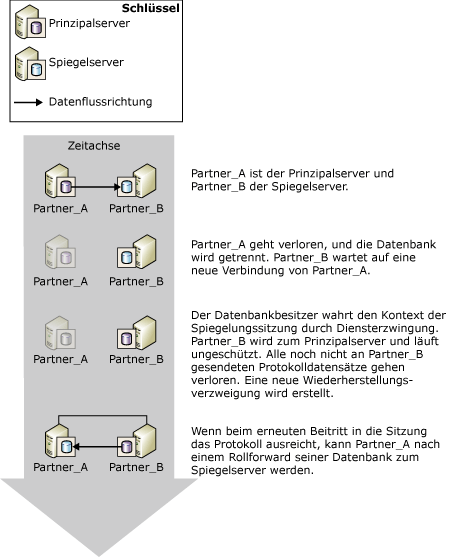 Schlüssel
Prinzipalserver
Spiegelserver
Datenflussrichtung
Zeitachse
Partner_A
Partner_B
Partner_A ist der Prinzipalserver und
Partner_B der Spiegelserver.
Partner_A
Partner_B
Partner_A geht verloren, und die Datenbank
wird getrennt. Partner_B wartet auf eine
neue Verbindung von Partner_A.
Partner_A
Partner_B
Der Datenbankbesitzer wahrt den Kontext der
Spiegelungssitzung durch Diensterzwingung.
Partner_B wird zum Prinzipalserver und läuft
ungeschützt. Alle noch nicht an Partner_B
gesendeten Protokolldatensätze gehen
verloren. Eine neue Wiederherstellungs-
verzweigung wird erstellt.
Partner_A
Partner_B
Wenn beim erneuten Beitritt in die Sitzung
das Protokoll ausreicht, kann Partner_A nach
einem Rollforward seiner Datenbank zum
Spiegelserver werden.